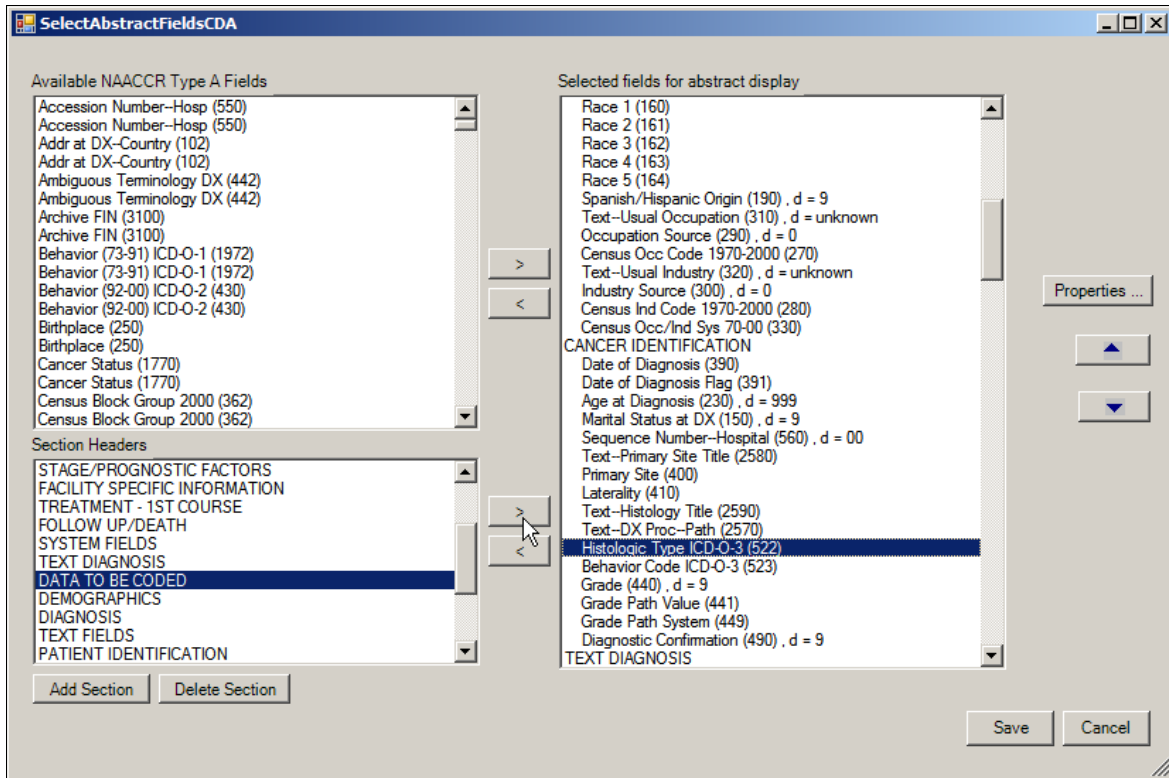 SelectAbstractFieldsCDA
Available NAACCR Type A Fields
Accession Number--Hosp (550)
Accession Number--Hosp (550)
Addr at DX--Country (102)
Addr at DX--Country (102)
Ambiguous Terminology DX (442)
Ambiguous Terminology DX (442)
Archive FIN (3100)
Archive FIN (3100)
Behavior (73-91) ICD-O-1 (1972)
Behavior (73-91) ICD-O-1 (1972)
Behavior (92-00) ICD-O-2 (430)
Behavior (92-00) ICD-O-2 (430)
Birthplace (250)
Birthplace (250)
Cancer Status (1770)
Cancer Status (1770)
Census Block Group 2000 (362)
Census Block Group 2000 (362)
Section Headers
STAGE/PROGNOSTIC FACTORS
FACILITY SPECIFIC INFORMATION
TREATMENT - 1ST COURSE
FOLLOW UP/DEATH
SYSTEM FIELDS
TEXT DIAGNOSIS
DATA TO BE CODED
DEMOGRAPHICS
DIAGNOSIS
TEXT FIELDS
PATIENT IDENTIFICATION
Add Section
Delete Section
>
<
>
<
Selected fields for abstract display
Race 1 (160)
Race 2 (161)
Race 3 (162)
Race 4 (163)
Race 5 (164)
Spanish/Hispanic Origin (190) , d = 9
Text--Usual Occupation (310) , d = unknown
Occupation Source (290) , d = 0
Census Occ Code 1970-2000 (270)
Text--Usual Industry (320) , d = unknown
Industry Source (300) , d = 0
Census Ind Code 1970-2000 (280)
Census Occ/Ind Sys 70-00 (330)
CANCER IDENTIFICATION
Date of Diagnosis (390)
Date of Diagnosis Flag (391)
Age at Diagnosis (230) , d = 999
Marital Status at DX (150) , d = 9
Sequence Number--Hospital (560) , d = 00
Text--Primary Site Title (2580)
Primary Site (400)
Laterality (410)
Text--Histology Title (2590)
Text--DX Proc--Path (2570)
Histologic Type ICD-O-3 (522)
Behavior Code ICD-O-3 (523)
Grade (440) , d = 9
Grade Path Value (441)
Grade Path System (449)
Diagnostic Confirmation (490) , d = 9
TEXT DIAGNOSIS
Properties ...
Save
Cancel